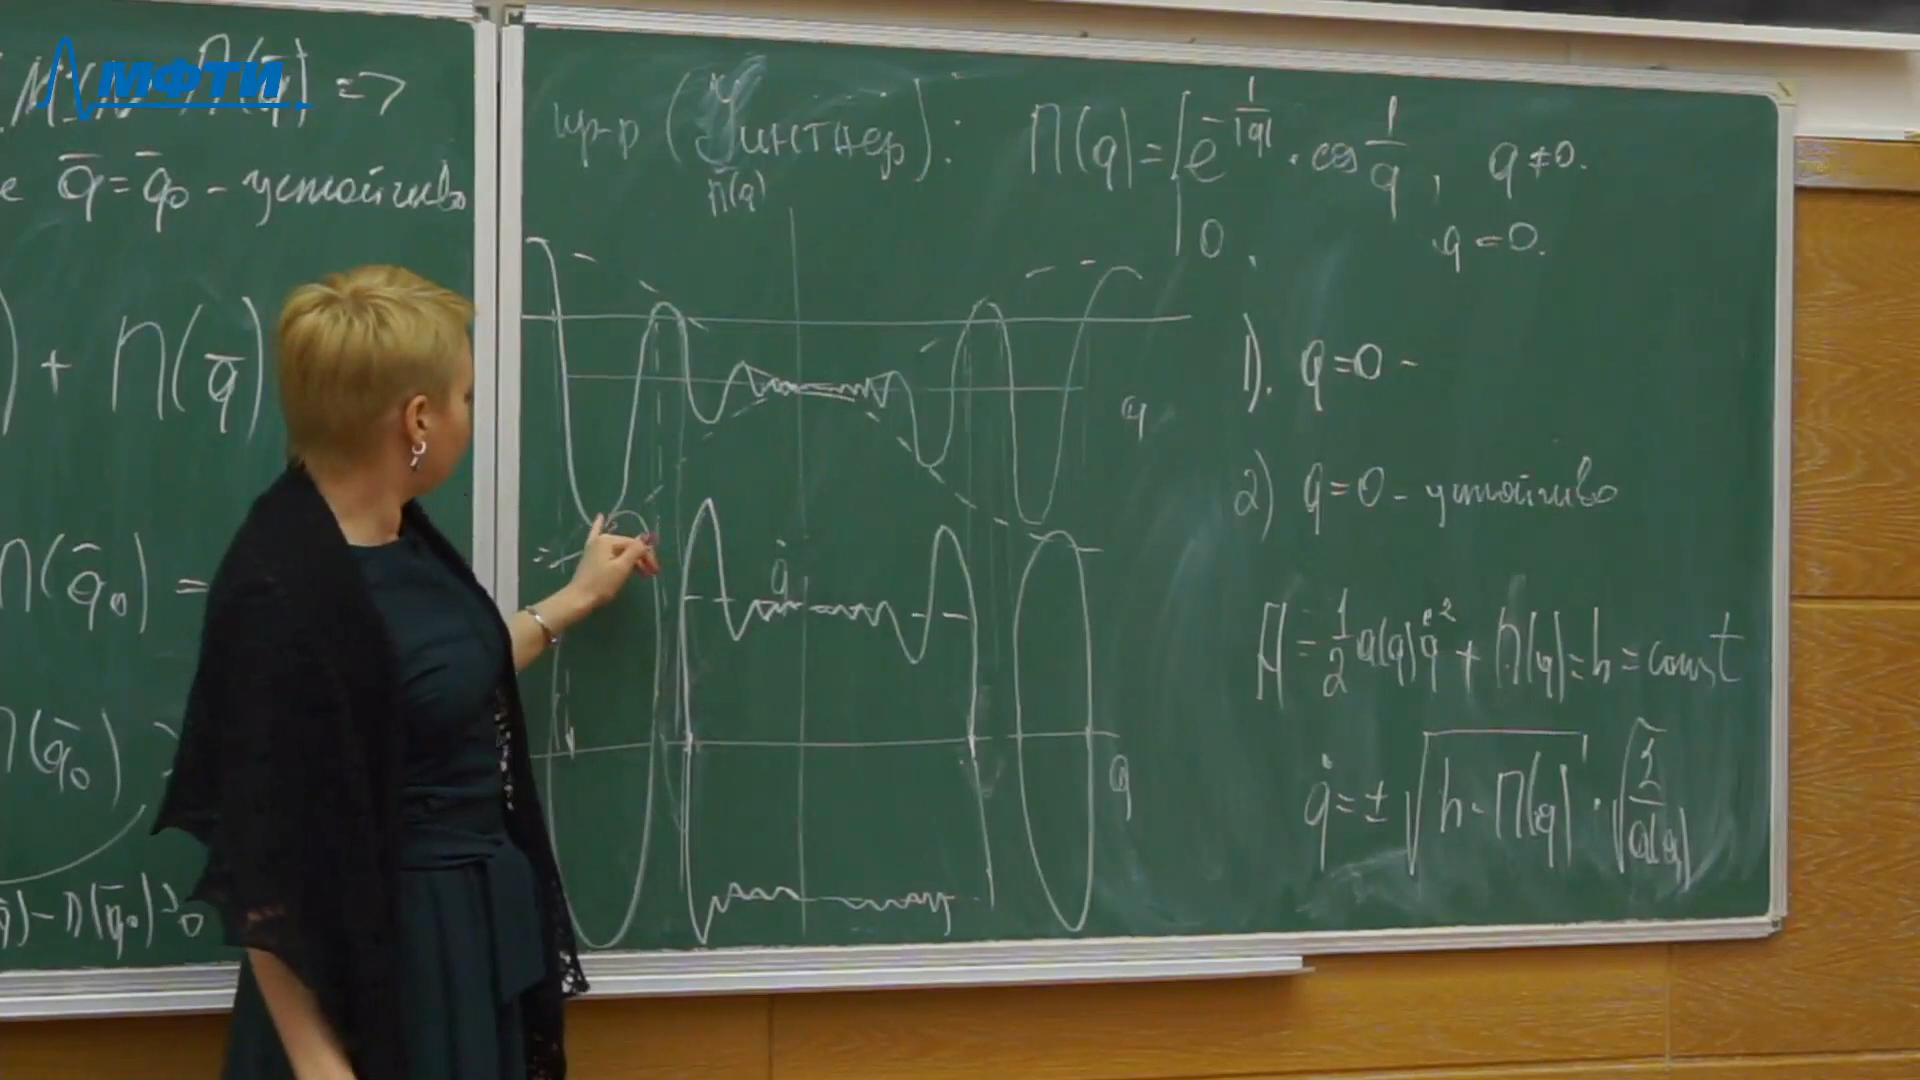 МФТИ
Min П(q̄) =>
q̄ = q̄₀ - устойчиво
+ П(q̄)
П(q̄₀) =
П(q̄₀)
) - П(q̄₀) > 0
пр-р (Уинтнер): П(q) = { e^{-1/|q|} · cos 1/q, q ≠ 0.
0, q = 0.
П(q)
q
1). q = 0 -
2) q = 0 - устойчиво
q̇
H = 1/2 a(q) q̇² + П(q) = h = const
q
q̇ = ± √(h - П(q)) · √(2/a(q))